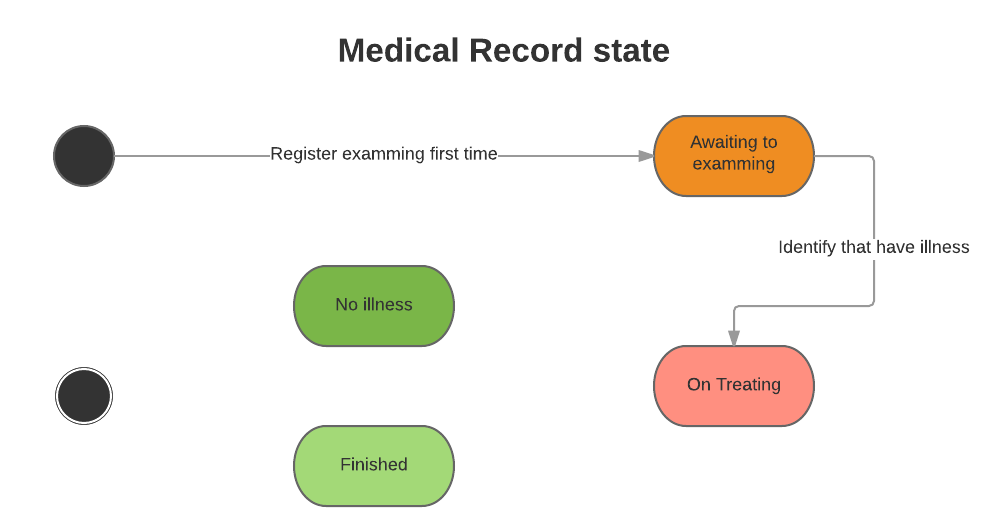 Medical Record state
Register examming first time
Awaiting to
examming
Identify that have illness
No illness
On Treating
Finished